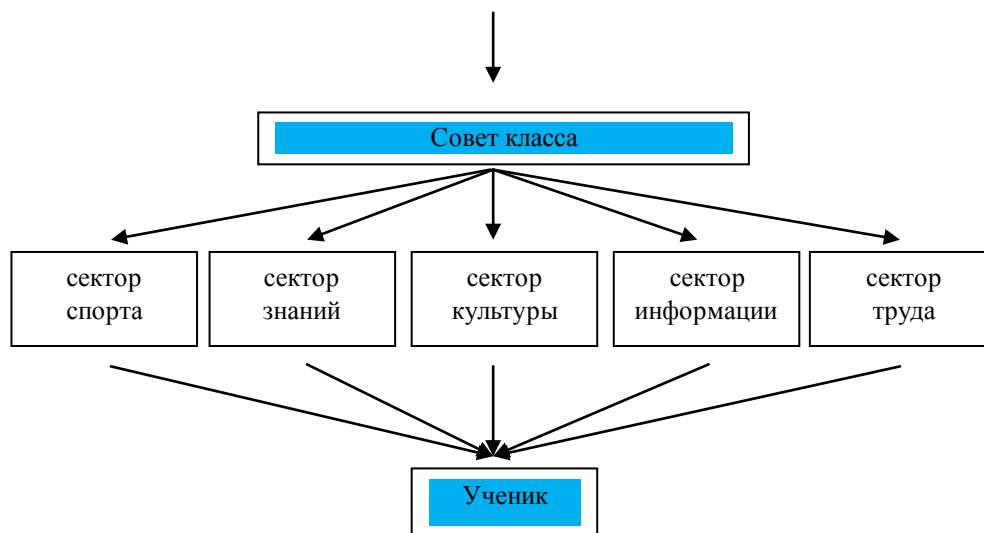 Совет класса
сектор
спорта
сектор
знаний
сектор
культуры
сектор
информации
сектор
труда
Ученик